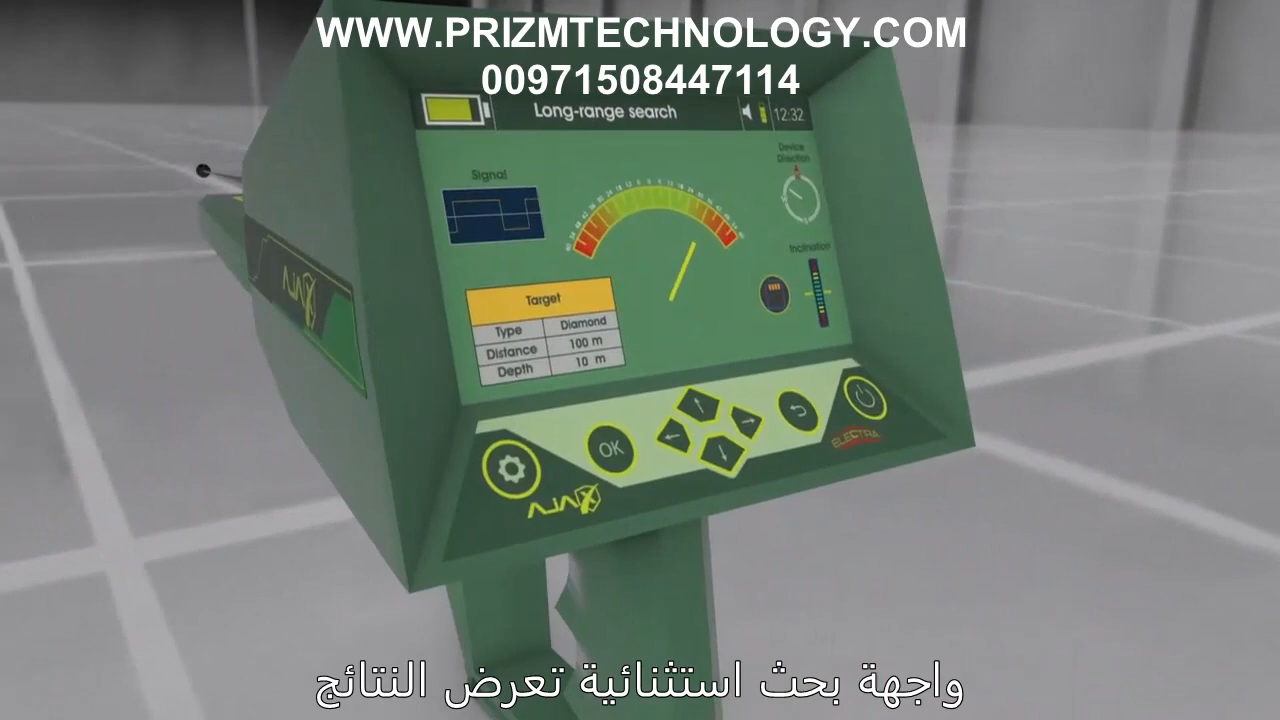 WWW.PRIZMTECHNOLOGY.COM
00971508447114
Long-range search
12:32
Signal
Device
Direction
Inclination
Target
Type Diamond
Distance 100 m
Depth 10 m
OK
ELECTRA
واجهة بحث استثنائية تعرض النتائج